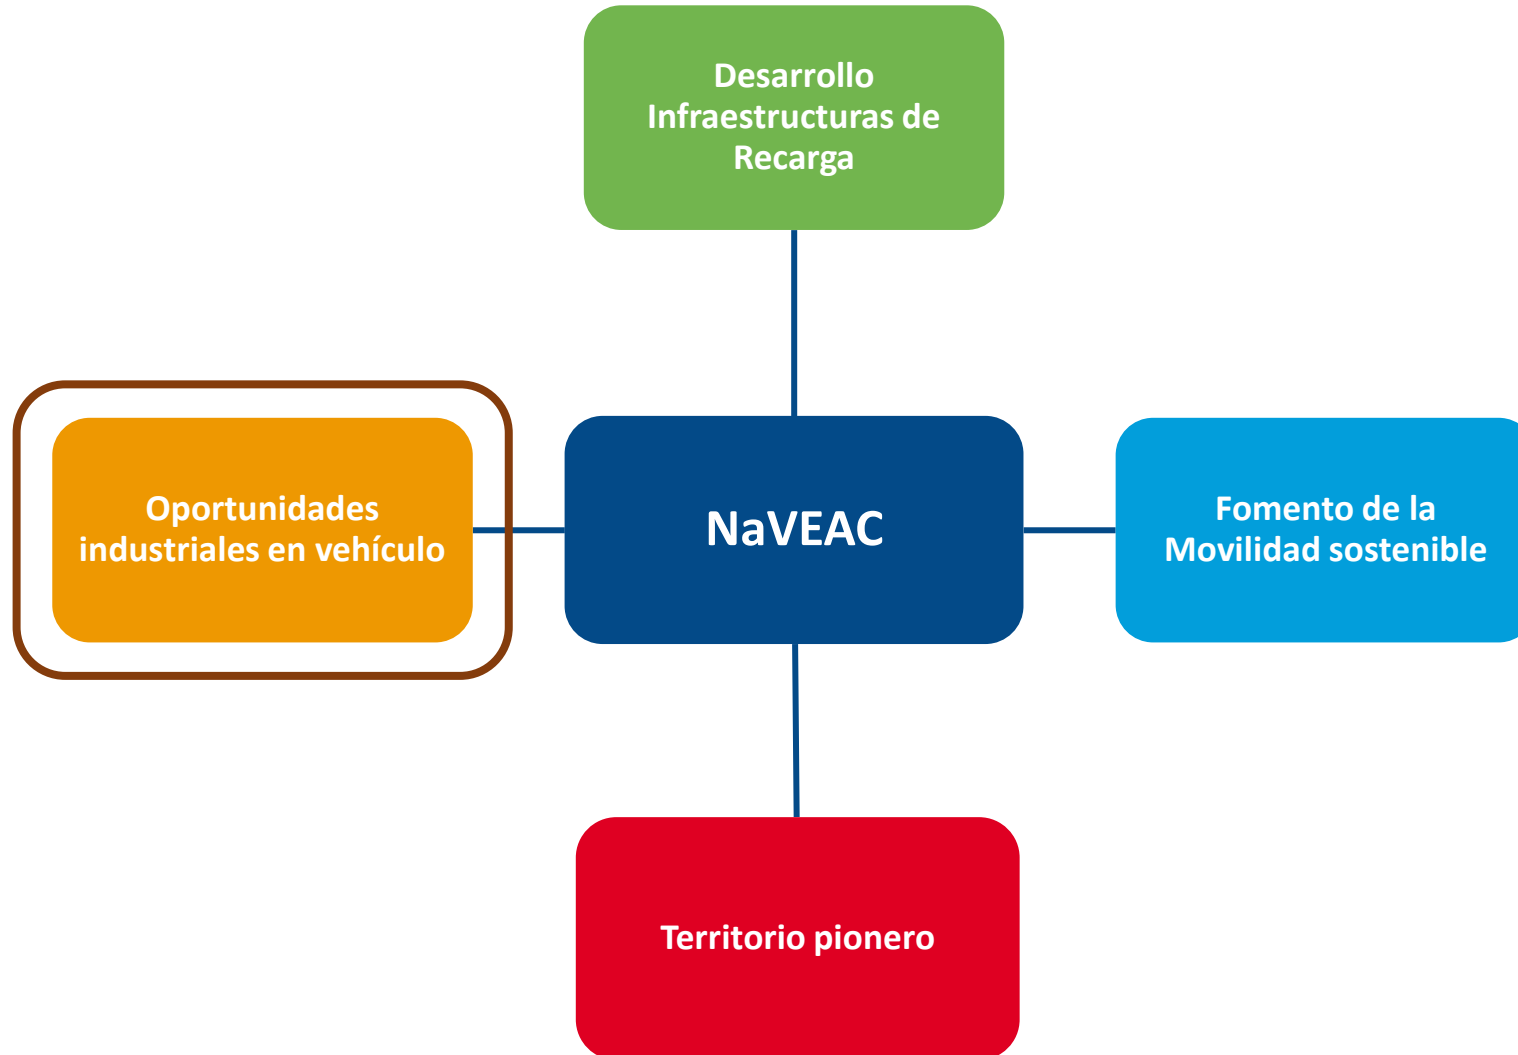 Desarrollo
Infraestructuras de
Recarga
Oportunidades
industriales en vehículo
NaVEAC
Fomento de la
Movilidad sostenible
Territorio pionero